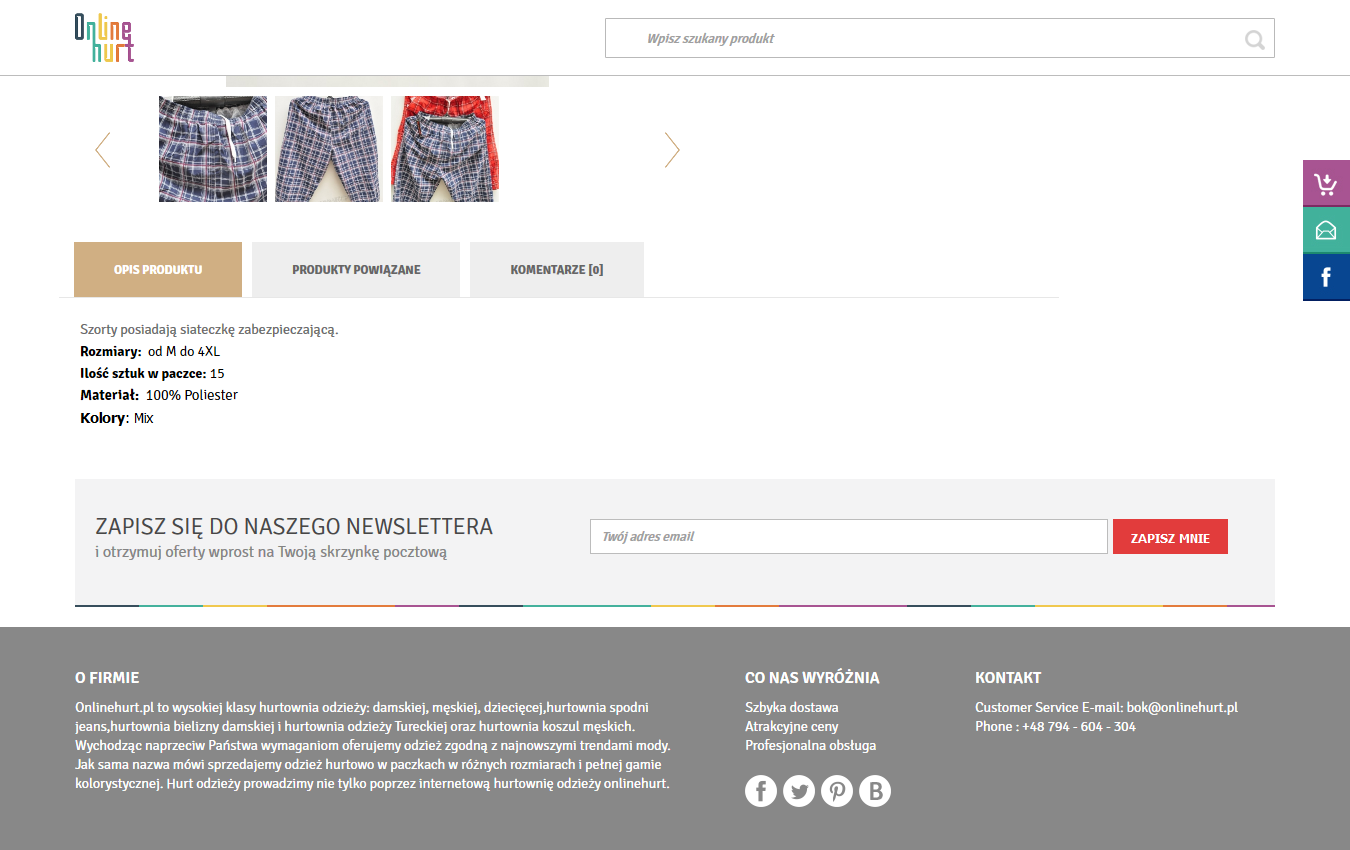 Online
hurt
Wpisz szukany produkt
OPIS PRODUKTU
PRODUKTY POWIĄZANE
KOMENTARZE [0]
Szorty posiadają siateczkę zabezpieczającą.
Rozmiary: od M do 4XL
Ilość sztuk w paczce: 15
Materiał: 100% Poliester
Kolory: Mix
ZAPISZ SIĘ DO NASZEGO NEWSLETTERA
i otrzymuj oferty wprost na Twoją skrzynkę pocztową
Twój adres email
ZAPISZ MNIE
O FIRMIE
Onlinehurt.pl to wysokiej klasy hurtownia odzieży: damskiej, męskiej, dziecięcej,hurtownia spodni
jeans,hurtownia bielizny damskiej i hurtownia odzieży Tureckiej oraz hurtownia koszul męskich.
Wychodząc naprzeciw Państwa wymaganiom oferujemy odzież zgodną z najnowszymi trendami mody.
Jak sama nazwa mówi sprzedajemy odzież hurtowo w paczkach w różnych rozmiarach i pełnej gamie
kolorystycznej. Hurt odzieży prowadzimy nie tylko poprzez internetową hurtownię odzieży onlinehurt.
CO NAS WYRÓŻNIA
Szbyka dostawa
Atrakcyjne ceny
Profesjonalna obsługa
KONTAKT
Customer Service E-mail: bok@onlinehurt.pl
Phone : +48 794 - 604 - 304